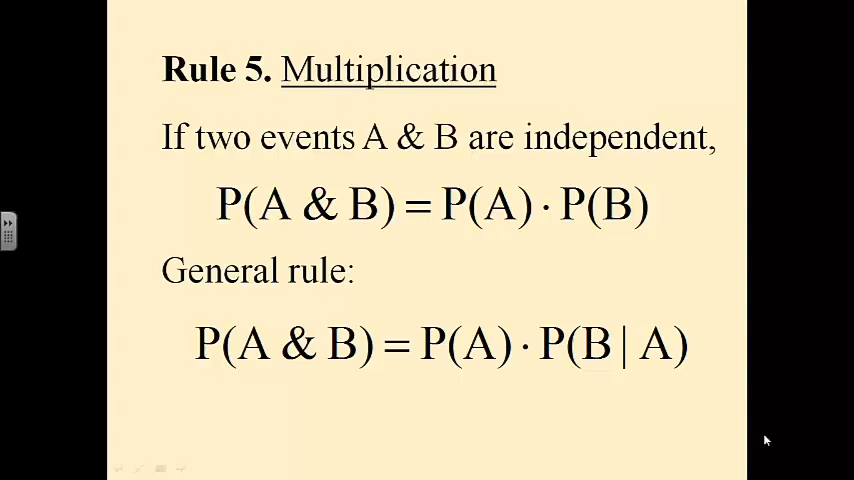 Rule 5. Multiplication
If two events A & B are independent,
P(A & B) = P(A) · P(B)
General rule:
P(A & B) = P(A) · P(B | A)